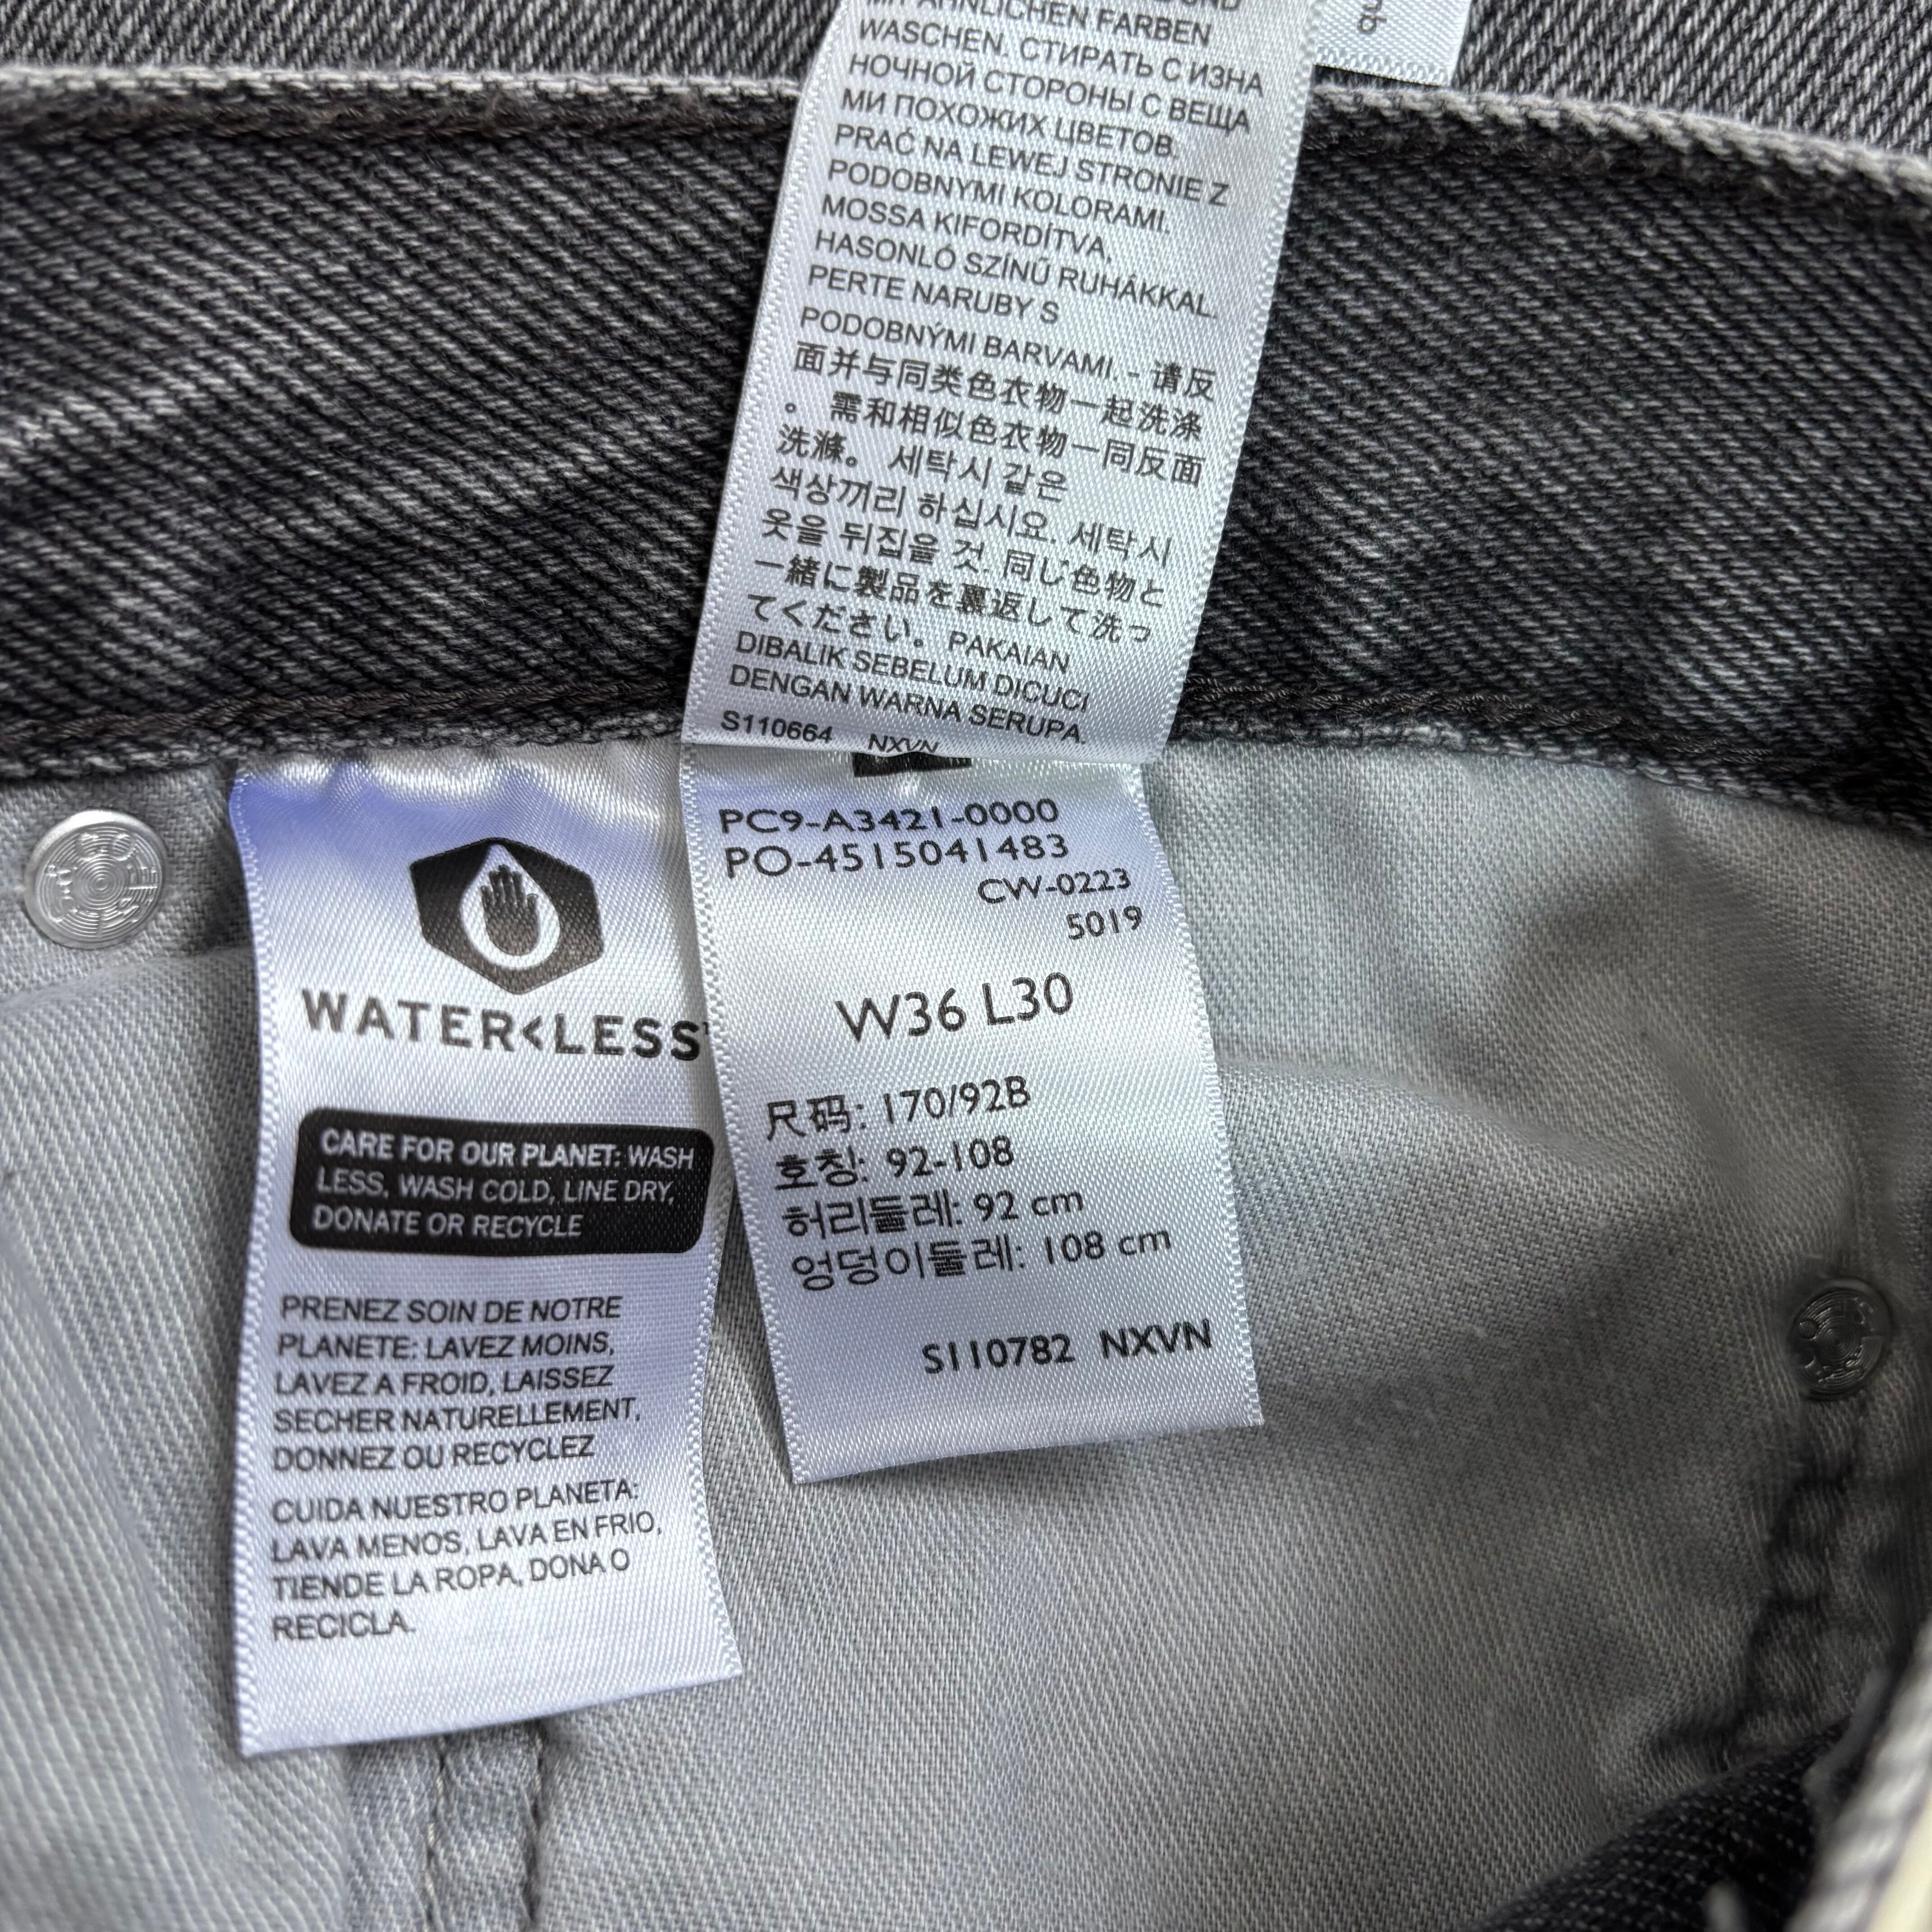 MIT ÄHNLICHEN FARBEN
WASCHEN. СТИРАТЬ С ИЗНА
НОЧНОЙ СТОРОНЫ С ВЕЩА
МИ ПОХОЖИХ ЦВЕТОВ.
PRAĆ NA LEWEJ STRONIE Z
PODOBNYMI KOLORAMI.
MOSSA KIFORDÍTVA,
HASONLÓ SZÍNŰ RUHÁKKAL.
PERTE NARUBY S
PODOBNÝMI BARVAMI. - 请反
面并与同类色衣物一起洗涤
。 需和相似色衣物一同反面
洗滌。 세탁시 같은
색상끼리 하십시요. 세탁시
옷을 뒤집을 것. 同じ色物と
一緒に製品を裏返して洗っ
てください。 PAKAIAN
DIBALIK SEBELUM DICUCI
DENGAN WARNA SERUPA.
S110664 NXVN
WATER<LESS
CARE FOR OUR PLANET: WASH
LESS, WASH COLD, LINE DRY,
DONATE OR RECYCLE
PRENEZ SOIN DE NOTRE
PLANETE: LAVEZ MOINS,
LAVEZ A FROID, LAISSEZ
SECHER NATURELLEMENT,
DONNEZ OU RECYCLEZ
CUIDA NUESTRO PLANETA:
LAVA MENOS, LAVA EN FRIO,
TIENDE LA ROPA, DONA O
RECICLA.
PC9-A3421-0000
PO-4515041483
CW-0223
5019
W36 L30
尺码: 170/92B
호칭: 92-108
허리둘레: 92 cm
엉덩이둘레: 108 cm
S110782 NXVN